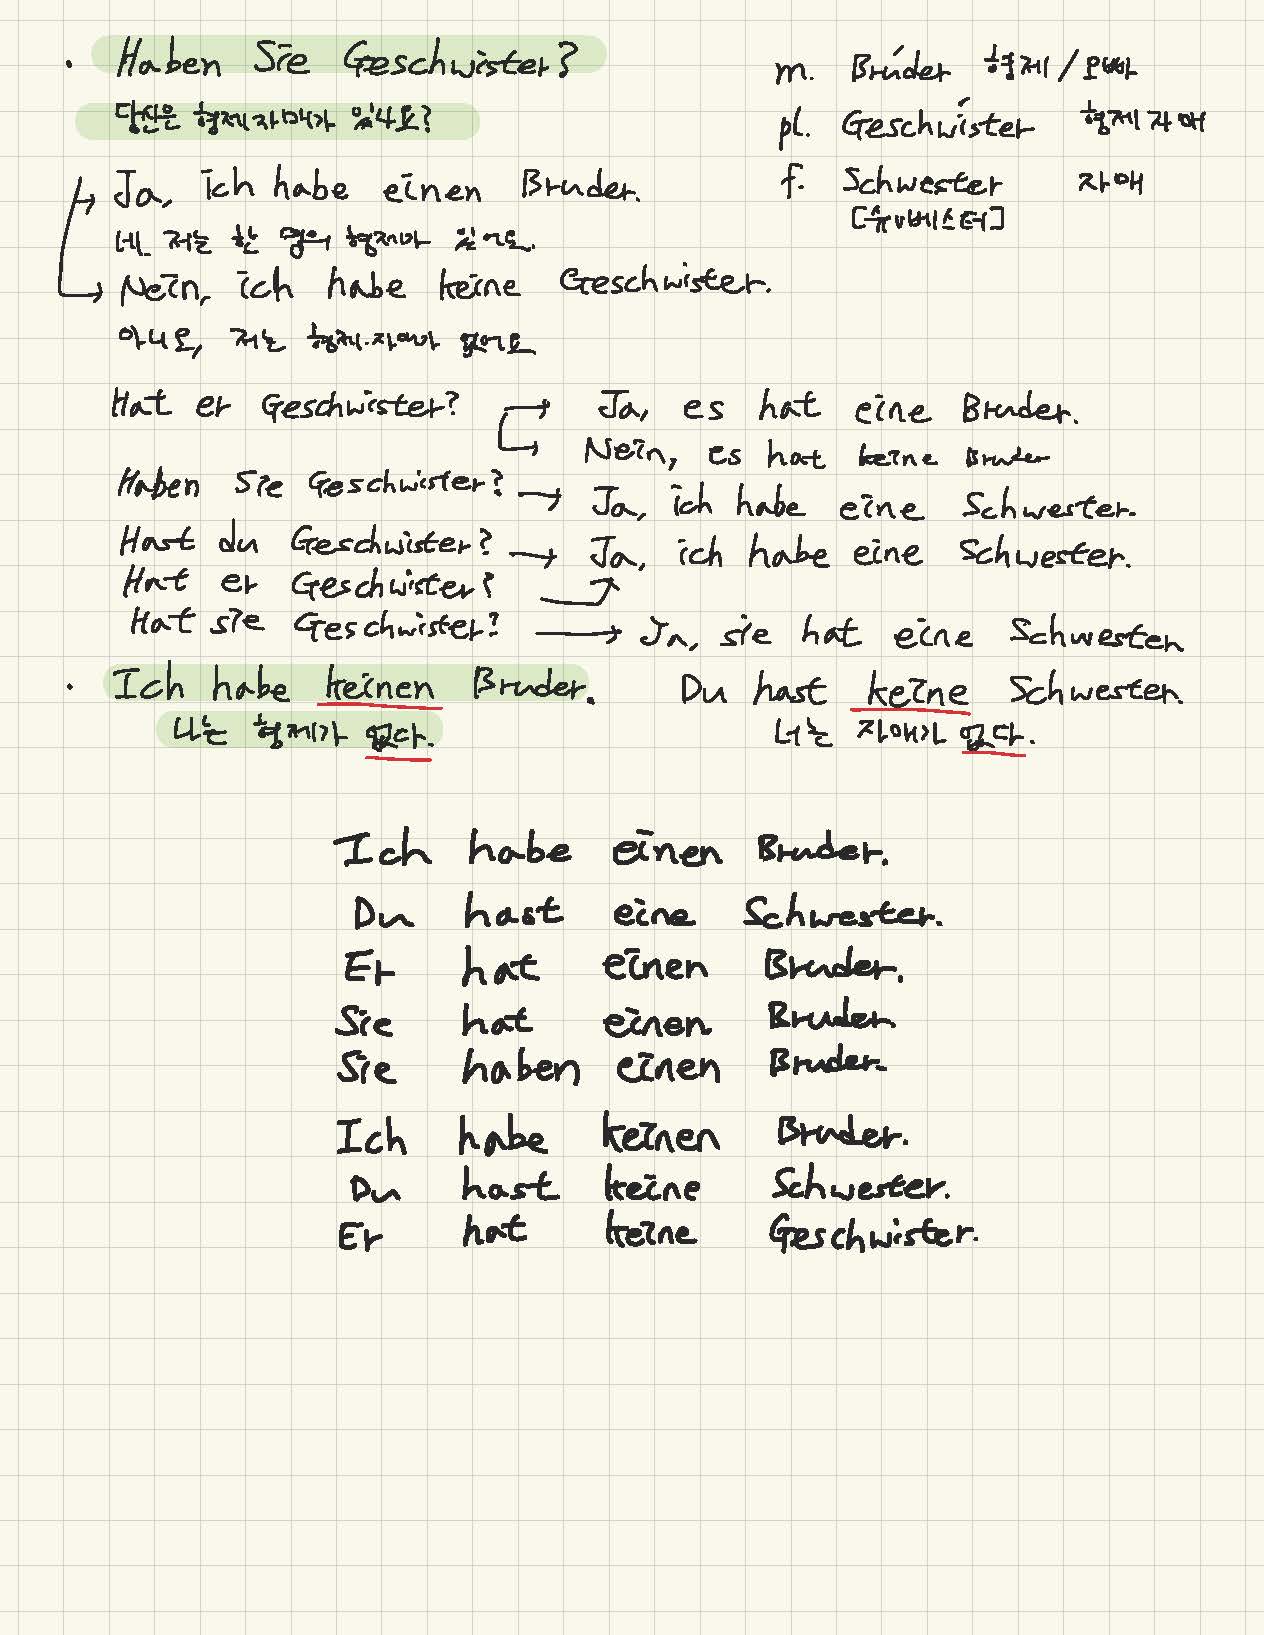 · Haben Sie Geschwister?
당신은 형제자매가 있나요?
m. Brúder 형제/오빠
pl. Geschwíster 형제자매
f. Schwester 자매
[슈v베스터]
Ja, ich habe einen Bruder.
네 저는 한 명의 형제가 있어요.
Nein, ich habe keine Geschwister.
아니오, 저는 형제·자매가 없어요
Hat er Geschwister? → Ja, es hat eine Bruder.
→ Nein, es hat keine Bruder
Haben Sie Geschwister? → Ja, ich habe eine Schwester.
Hast du Geschwister? → Ja, ich habe eine Schwester.
Hat er Geschwister?
Hat sie Geschwister? → Ja, sie hat eine Schwester
· Ich habe keinen Bruder. Du hast keine Schwester.
나는 형제가 없다. 너는 자매가 없다.
Ich habe einen Bruder.
Du hast eine Schwester.
Er hat einen Bruder.
Sie hat einen Bruder
Sie haben einen Bruder.
Ich habe keinen Bruder.
Du hast keine Schwester.
Er hat keine Geschwister.